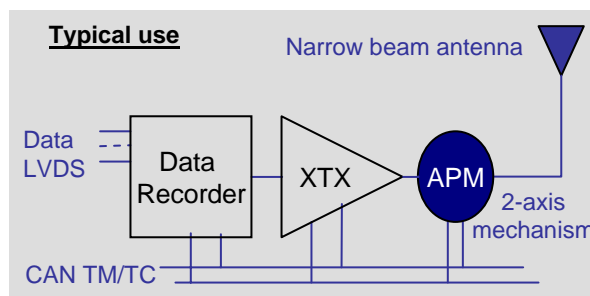 Typical use
Narrow beam antenna
Data
LVDS
Data
Recorder
XTX
APM
2-axis
mechanism
CAN TM/TC